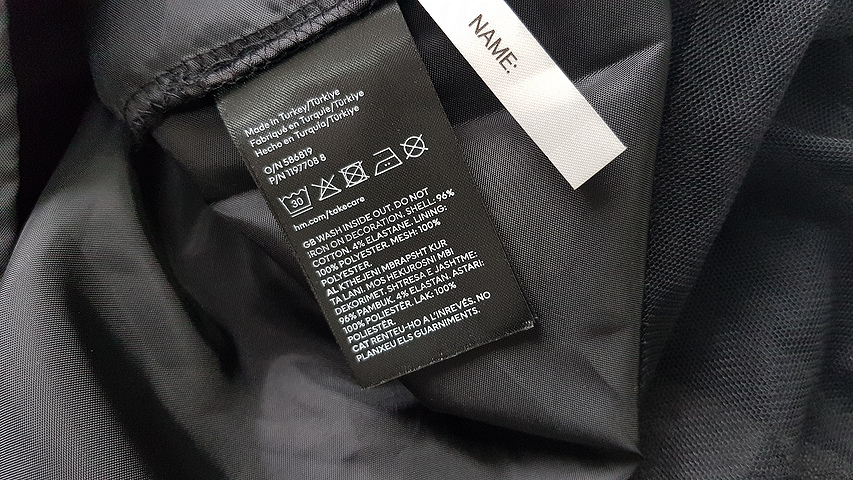 NAME:
Made in Turkey/Türkiye
Fabriqué en Turquie/Türkiye
Hecho en Turquía/Türkiye
O/N 586819
P/N 1197708 8
30
hm.com/takecare
GB WASH INSIDE OUT. DO NOT
IRON ON DECORATION. SHELL: 96%
COTTON. 4% ELASTANE. LINING:
100% POLYESTER. MESH: 100%
POLYESTER.
AL KTHEJENI MBRAPSHT KUR
TA LANI. MOS HEKUROSNI MBI
DEKORIMET. SHTRESA E JASHTME:
96% PAMBUK. 4% ELASTAN. ASTARI:
100% POLIESTËR. LAK: 100%
POLIESTËR.
CAT RENTEU-HO A L'INREVÉS. NO
PLANXEU ELS GUARNIMENTS.